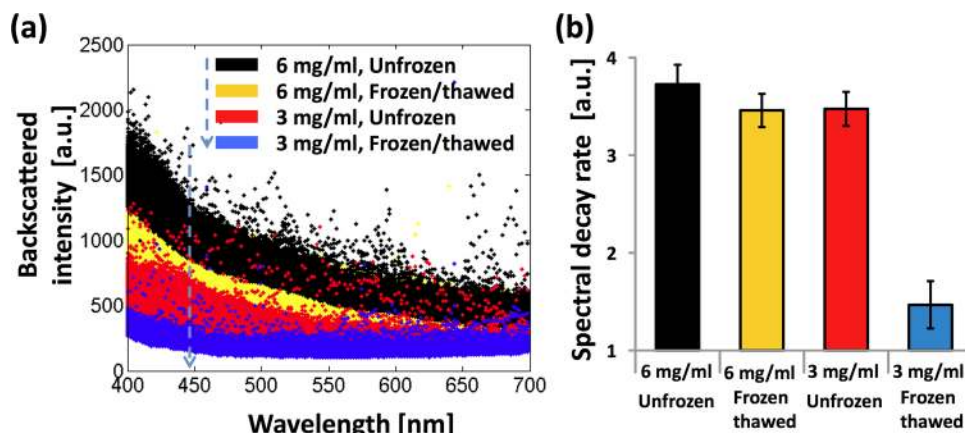 (a)
2500
2000
1500
1000
500
0
400 450 500 550 600 650 700
Backscattered
intensity [a.u.]
Wavelength [nm]
6 mg/ml, Unfrozen
6 mg/ml, Frozen/thawed
3 mg/ml, Unfrozen
3 mg/ml, Frozen/thawed
(b)
Spectral decay rate [a.u.]
4
3
2
1
6 mg/ml 6 mg/ml 3 mg/ml 3 mg/ml
Unfrozen Frozen Unfrozen Frozen
thawed thawed